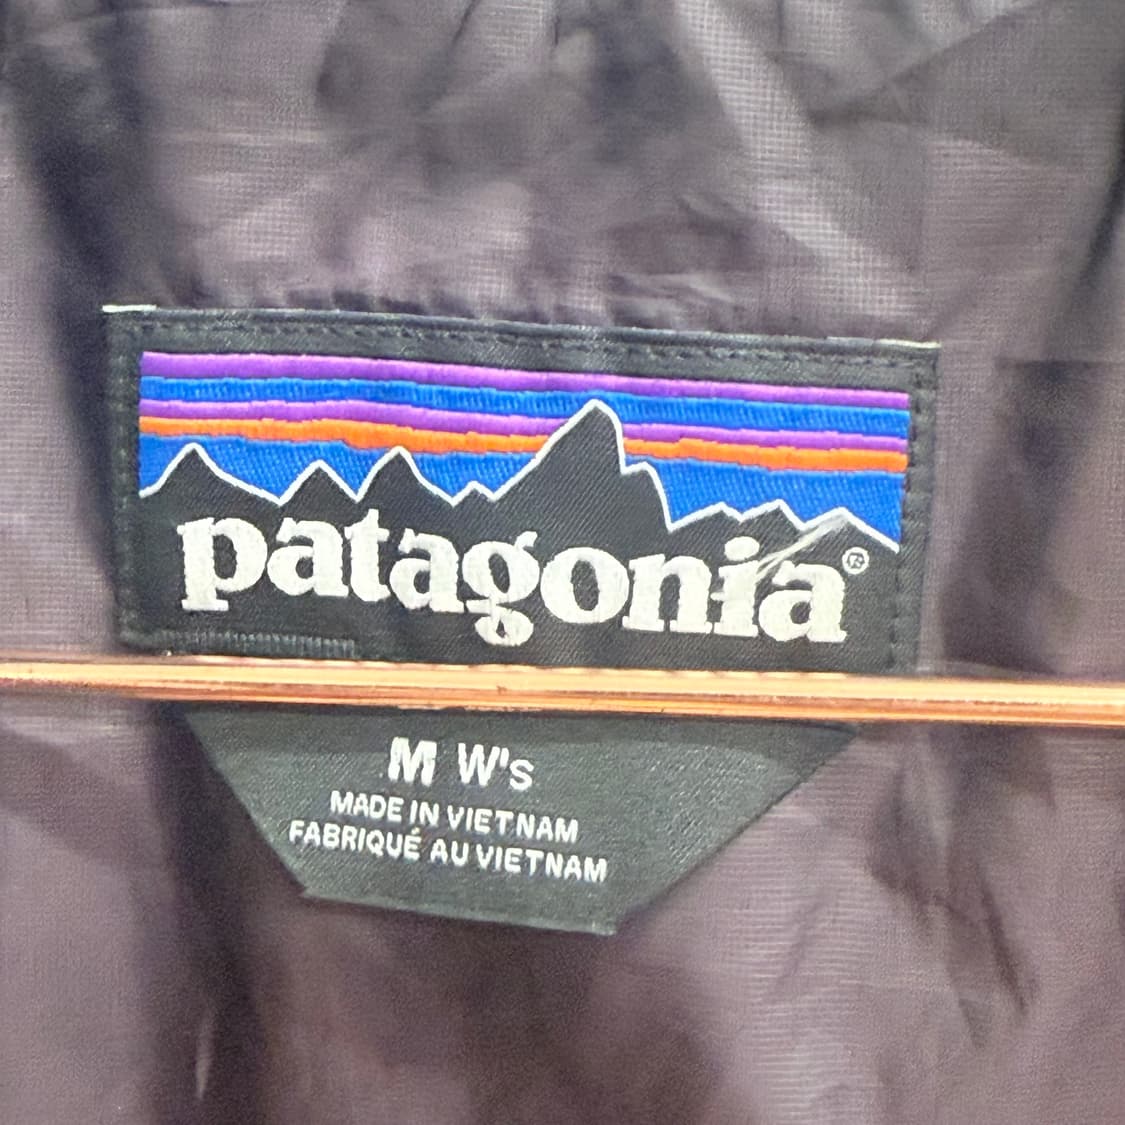 patagonia®
M W's
MADE IN VIETNAM
FABRIQUÉ AU VIETNAM